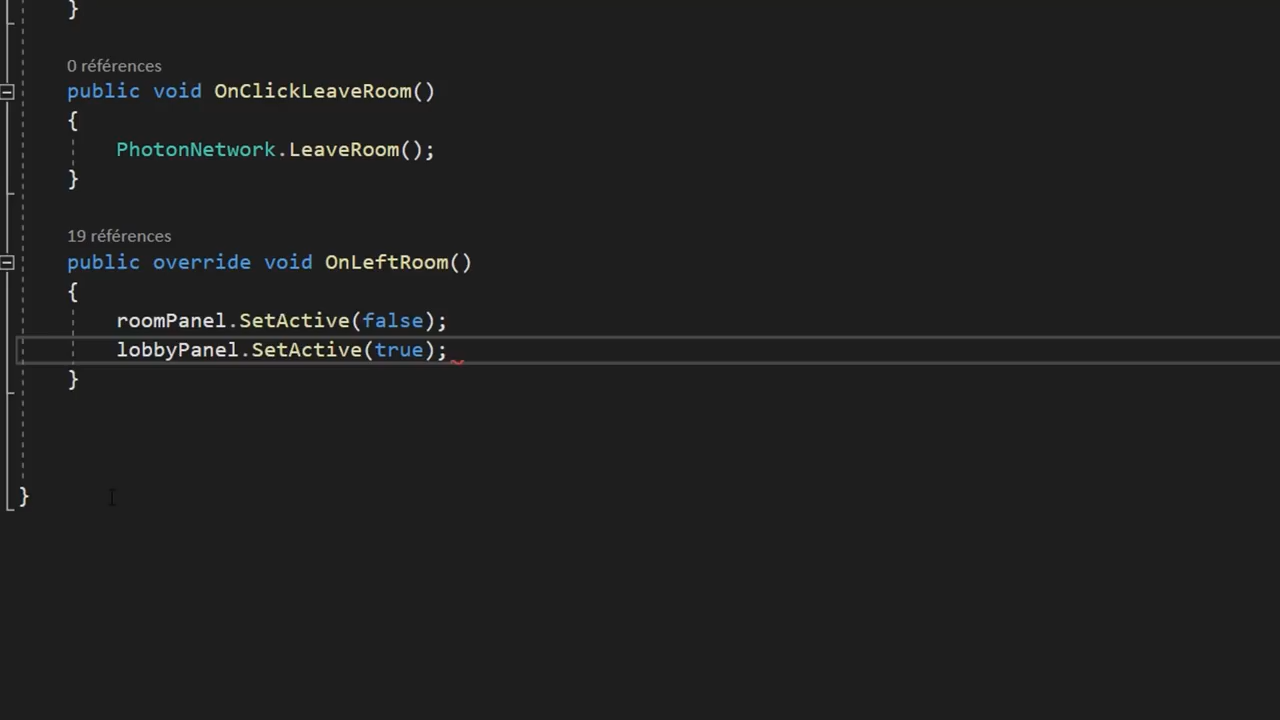 }
0 références
public void OnClickLeaveRoom()
{
PhotonNetwork.LeaveRoom();
}
19 références
public override void OnLeftRoom()
{
roomPanel.SetActive(false);
lobbyPanel.SetActive(true);
}
}